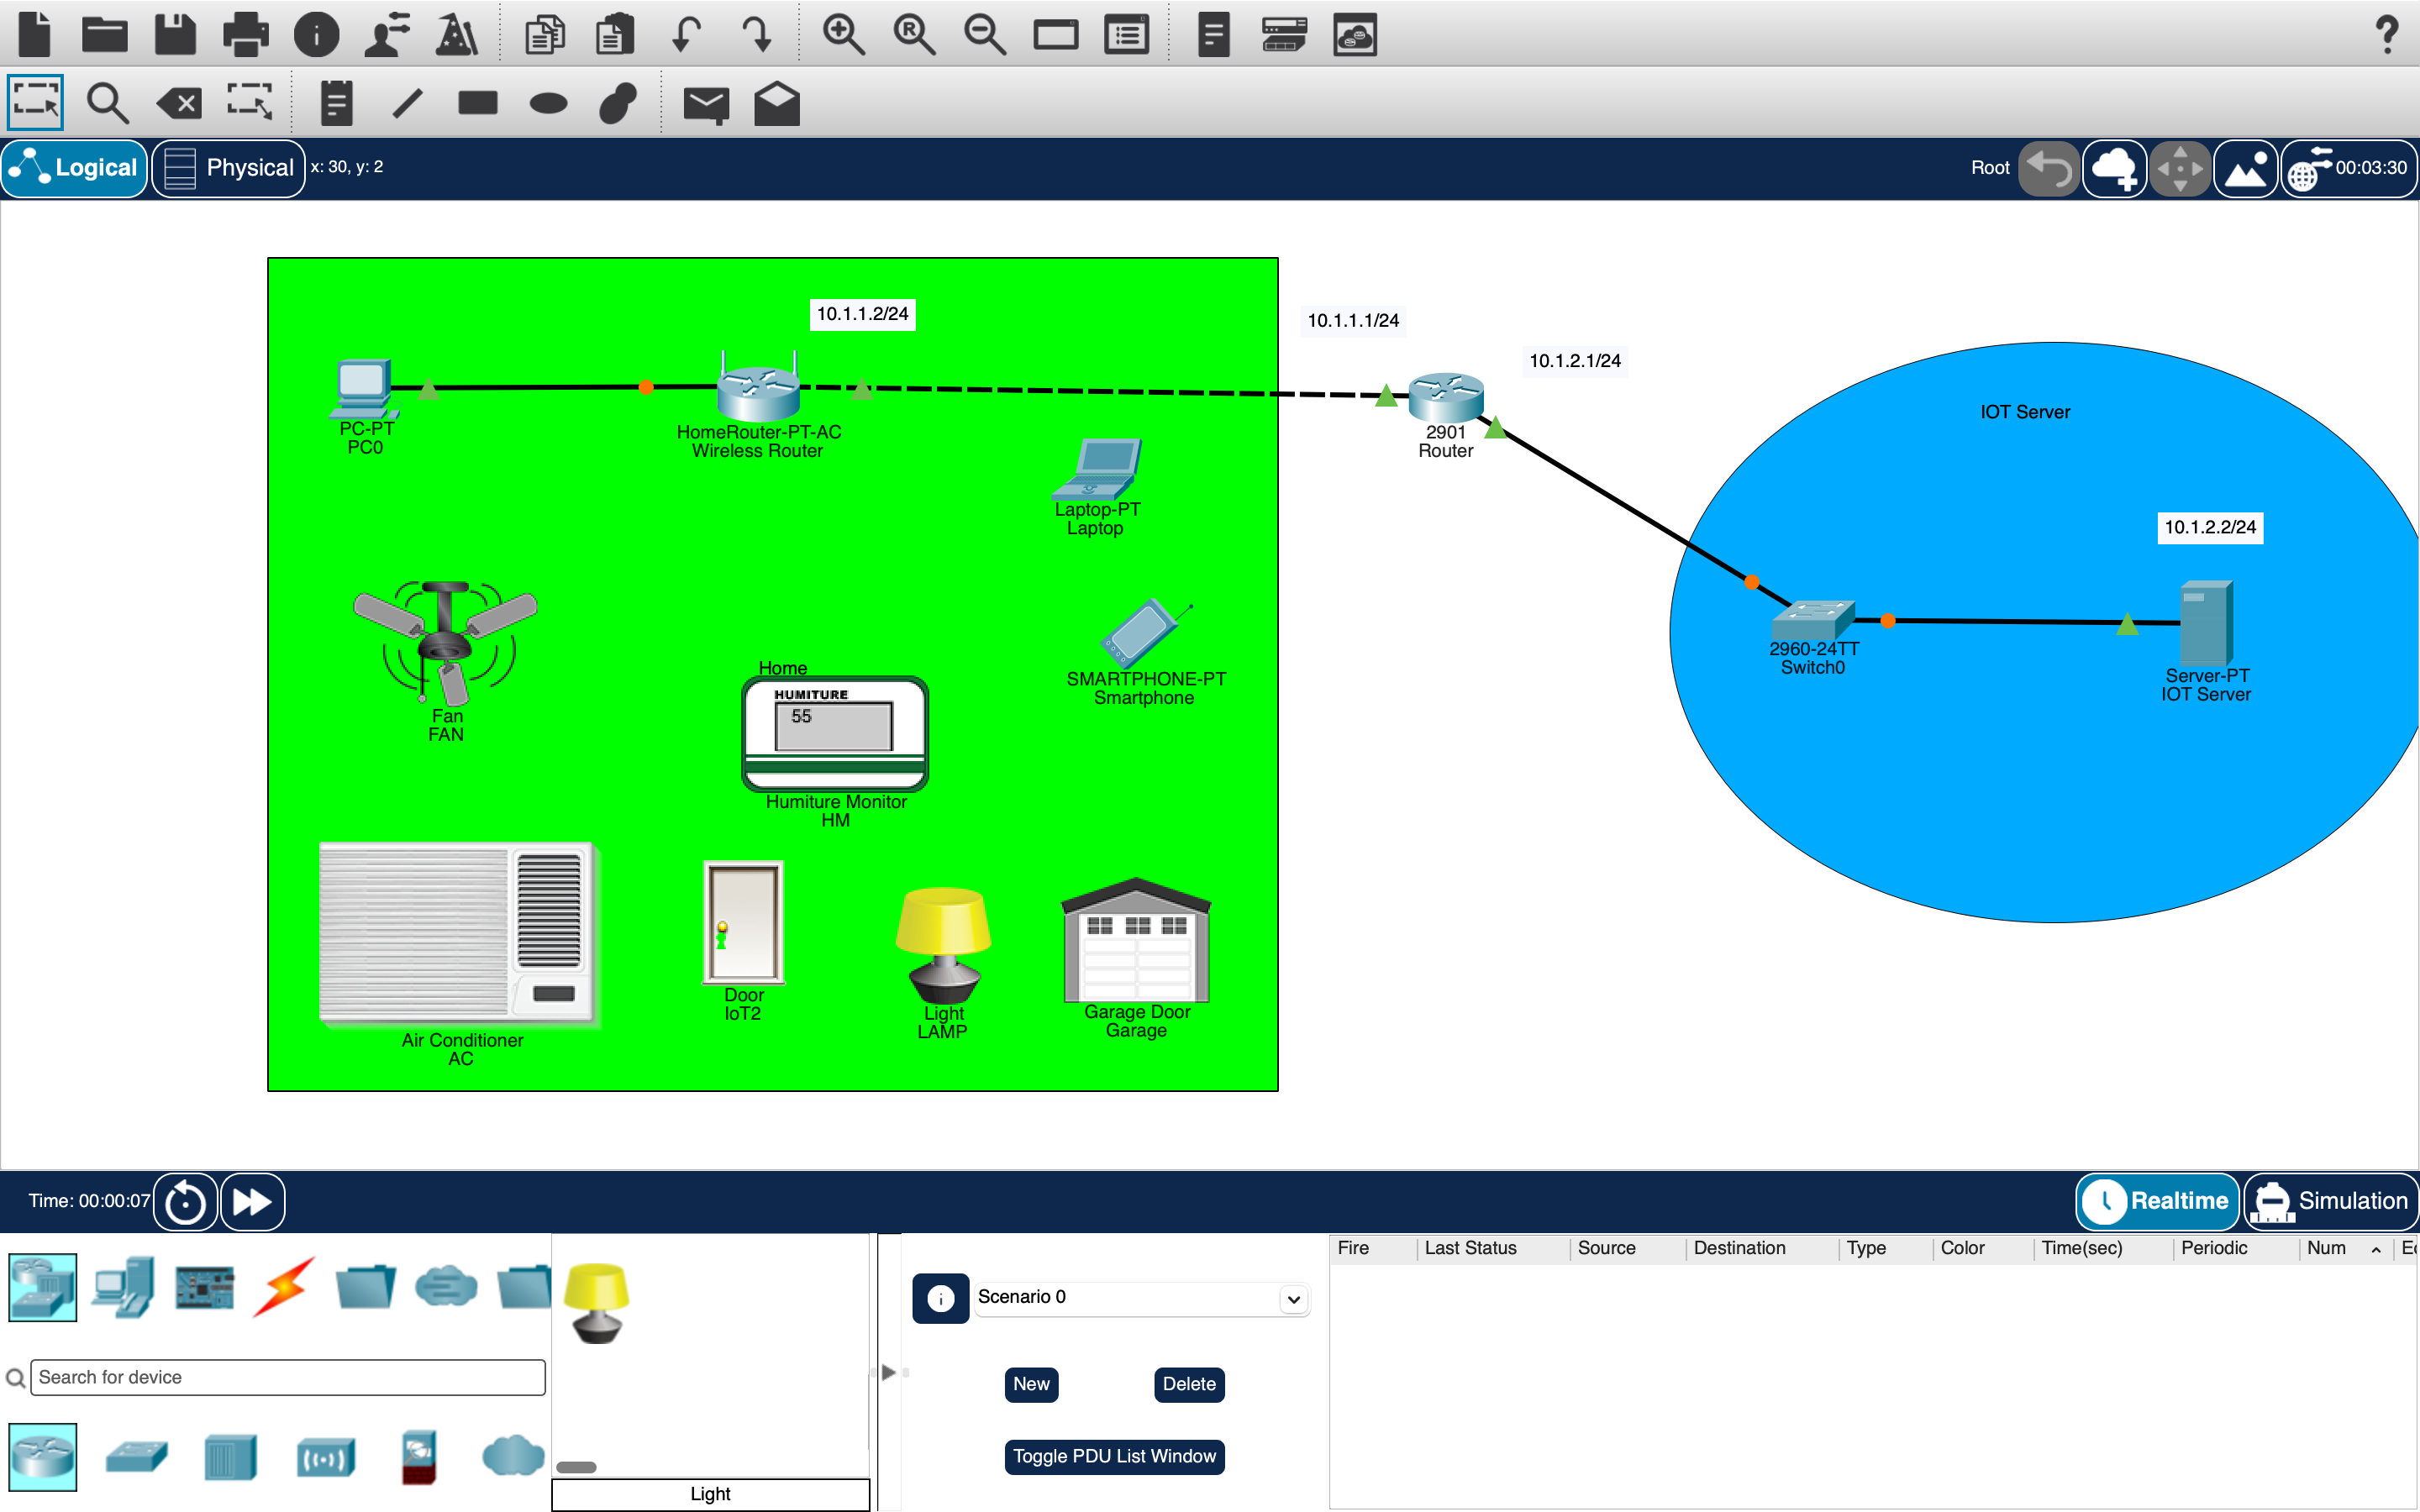 Logical
Physical
x: 30, y: 2
Root
00:03:30
10.1.1.2/24
10.1.1.1/24
10.1.2.1/24
IOT Server
PC-PT
PC0
HomeRouter-PT-AC
Wireless Router
2901
Router
Laptop-PT
Laptop
10.1.2.2/24
2960-24TT
Switch0
Server-PT
IOT Server
Fan
FAN
Home
HUMITURE
55
Humiture Monitor
HM
SMARTPHONE-PT
Smartphone
Air Conditioner
AC
Door
IoT2
Light
LAMP
Garage Door
Garage
Time: 00:00:07
Realtime
Simulation
Search for device
Light
Scenario 0
New
Delete
Toggle PDU List Window
Fire Last Status Source Destination Type Color Time(sec) Periodic Num